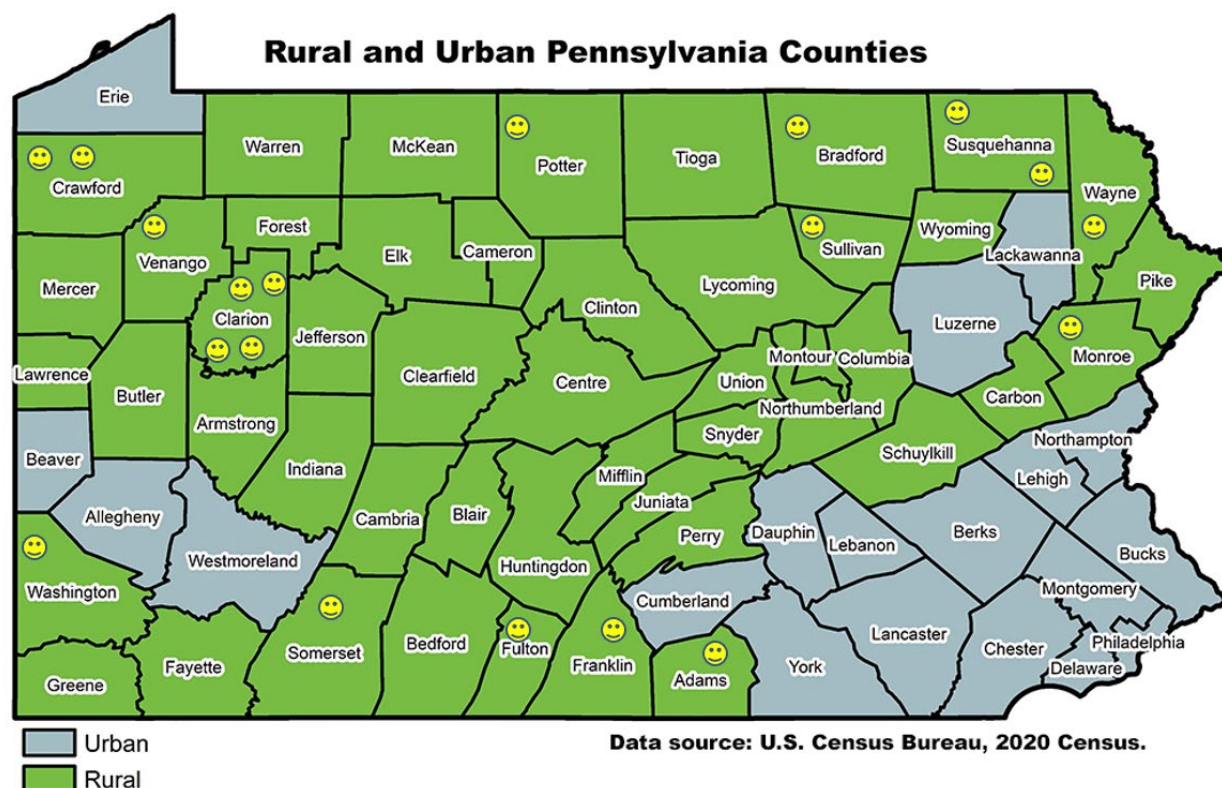 Rural and Urban Pennsylvania Counties
Erie
Warren
McKean
Potter
Tioga
Bradford
Susquehanna
Wayne
Crawford
Forest
Elk
Cameron
Sullivan
Wyoming
Lackawanna
Venango
Mercer
Clarion
Jefferson
Clinton
Lycoming
Luzerne
Pike
Lawrence
Butler
Armstrong
Clearfield
Centre
Union
Montour
Columbia
Carbon
Monroe
Northumberland
Snyder
Schuylkill
Northampton
Lehigh
Beaver
Indiana
Mifflin
Juniata
Allegheny
Westmoreland
Cambria
Blair
Huntingdon
Perry
Dauphin
Lebanon
Berks
Bucks
Montgomery
Washington
Cumberland
Lancaster
Chester
Philadelphia
Delaware
Greene
Fayette
Somerset
Bedford
Fulton
Franklin
Adams
York
Urban
Rural
Data source: U.S. Census Bureau, 2020 Census.